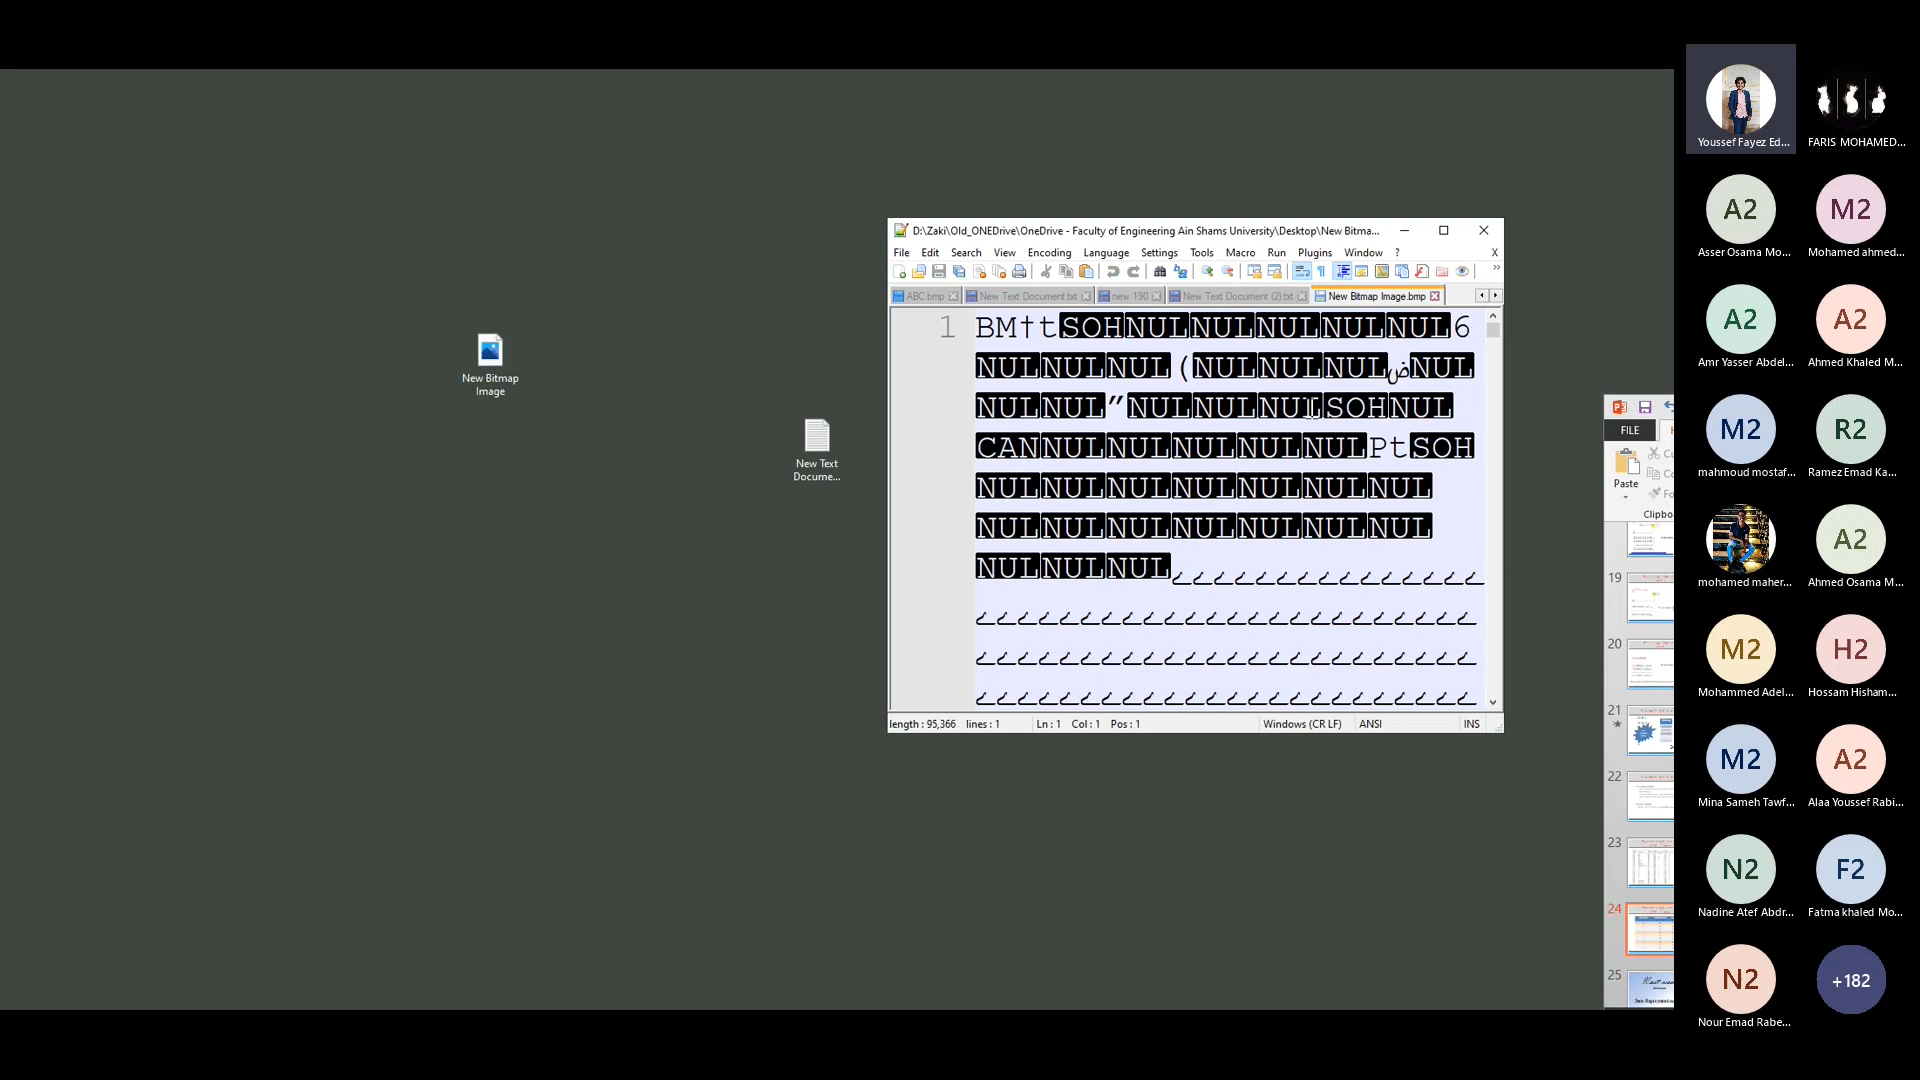 New Bitmap
Image
New Text
Docume...
D:\Zaki\Old_ONEDrive\OneDrive - Faculty of Engineering Ain Shams University\Desktop\New Bitma...
File Edit Search View Encoding Language Settings Tools Macro Run Plugins Window ? X
ABC.bmp New Text Document.txt new 190 New Text Document (2).txt New Bitmap Image.bmp
1 BM†tSOHNULNULNULNULNUL6
NULNULNUL(NULNULNULضNUL
NULNUL”NULNULNULSOHNUL
CANNULNULNULNULNULPtSOH
NULNULNULNULNULNULNUL
NULNULNULNULNULNULNUL
NULNULNULےےےےےےےےےےےےےےے
ےےےےےےےےےےےےےےےےےےےےےےےے
ےےےےےےےےےےےےےےےےےےےےےےےے
ےےےےےےےےےےےےےےےےےےےےےےےے
length : 95,366 lines : 1 Ln : 1 Col : 1 Pos : 1 Windows (CR LF) ANSI INS
FILE
Paste
Clipbo
19
20
21
22
23
24
25
Youssef Fayez Ed... FARIS MOHAMED...
A2 M2
Asser Osama Mo... Mohamed ahmed...
A2 A2
Amr Yasser Abdel... Ahmed Khaled M...
M2 R2
mahmoud mostaf... Ramez Emad Ka...
A2
mohamed maher... Ahmed Osama M...
M2 H2
Mohammed Adel... Hossam Hisham...
M2 A2
Mina Sameh Tawf... Alaa Youssef Rabi...
N2 F2
Nadine Atef Abdr... Fatma khaled Mo...
N2 +182
Nour Emad Rabe...